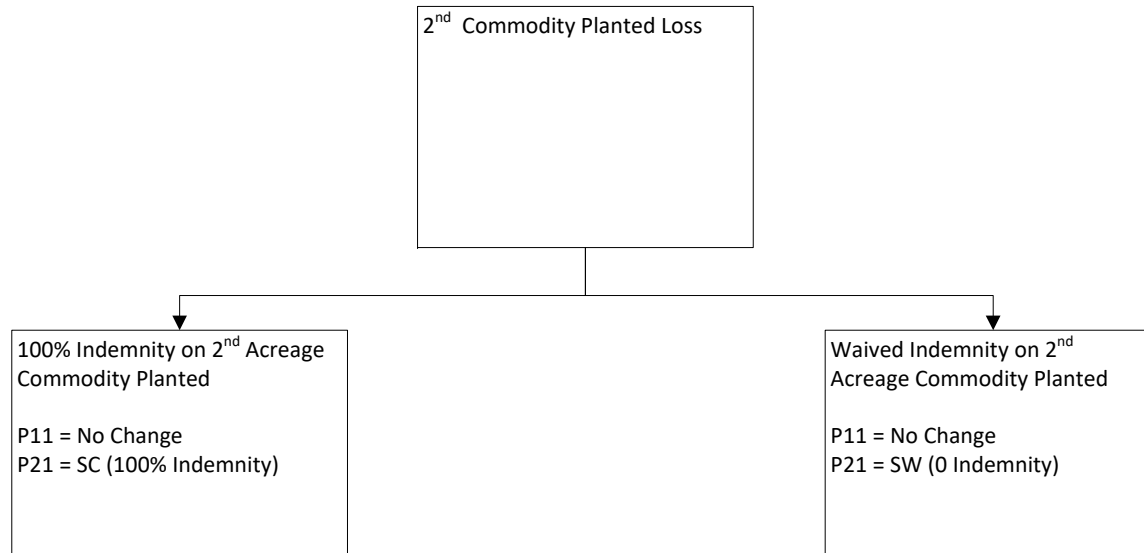 2nd Commodity Planted Loss
100% Indemnity on 2nd Acreage
Commodity Planted
P11 = No Change
P21 = SC (100% Indemnity)
Waived Indemnity on 2nd
Acreage Commodity Planted
P11 = No Change
P21 = SW (0 Indemnity)